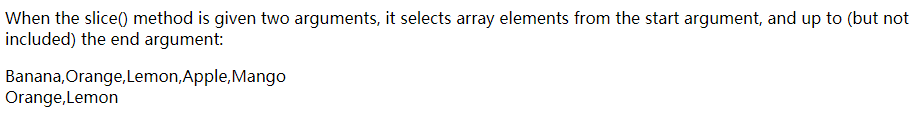 When the slice() method is given two arguments, it selects array elements from the start argument, and up to (but not
included) the end argument:
Banana,Orange,Lemon,Apple,Mango
Orange,Lemon